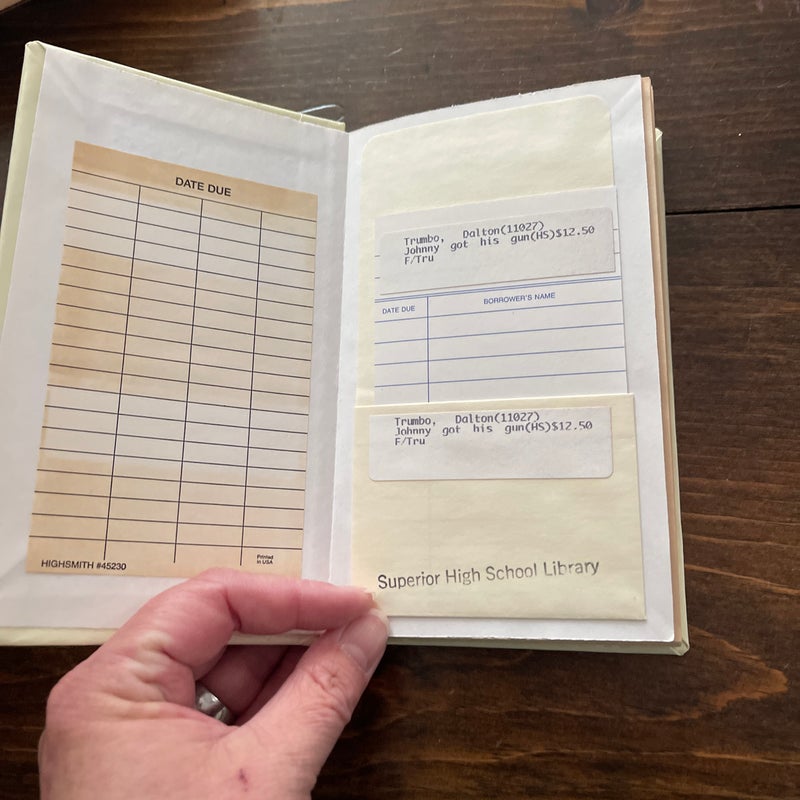 DATE DUE
HIGHSMITH #45230
Printed
in USA
Trumbo, Dalton(11027)
Johnny got his gun(HS)$12.50
F/Tru
DATE DUE
BORROWER'S NAME
Trumbo, Dalton(11027)
Johnny got his gun(HS)$12.50
F/Tru
Superior High School Library